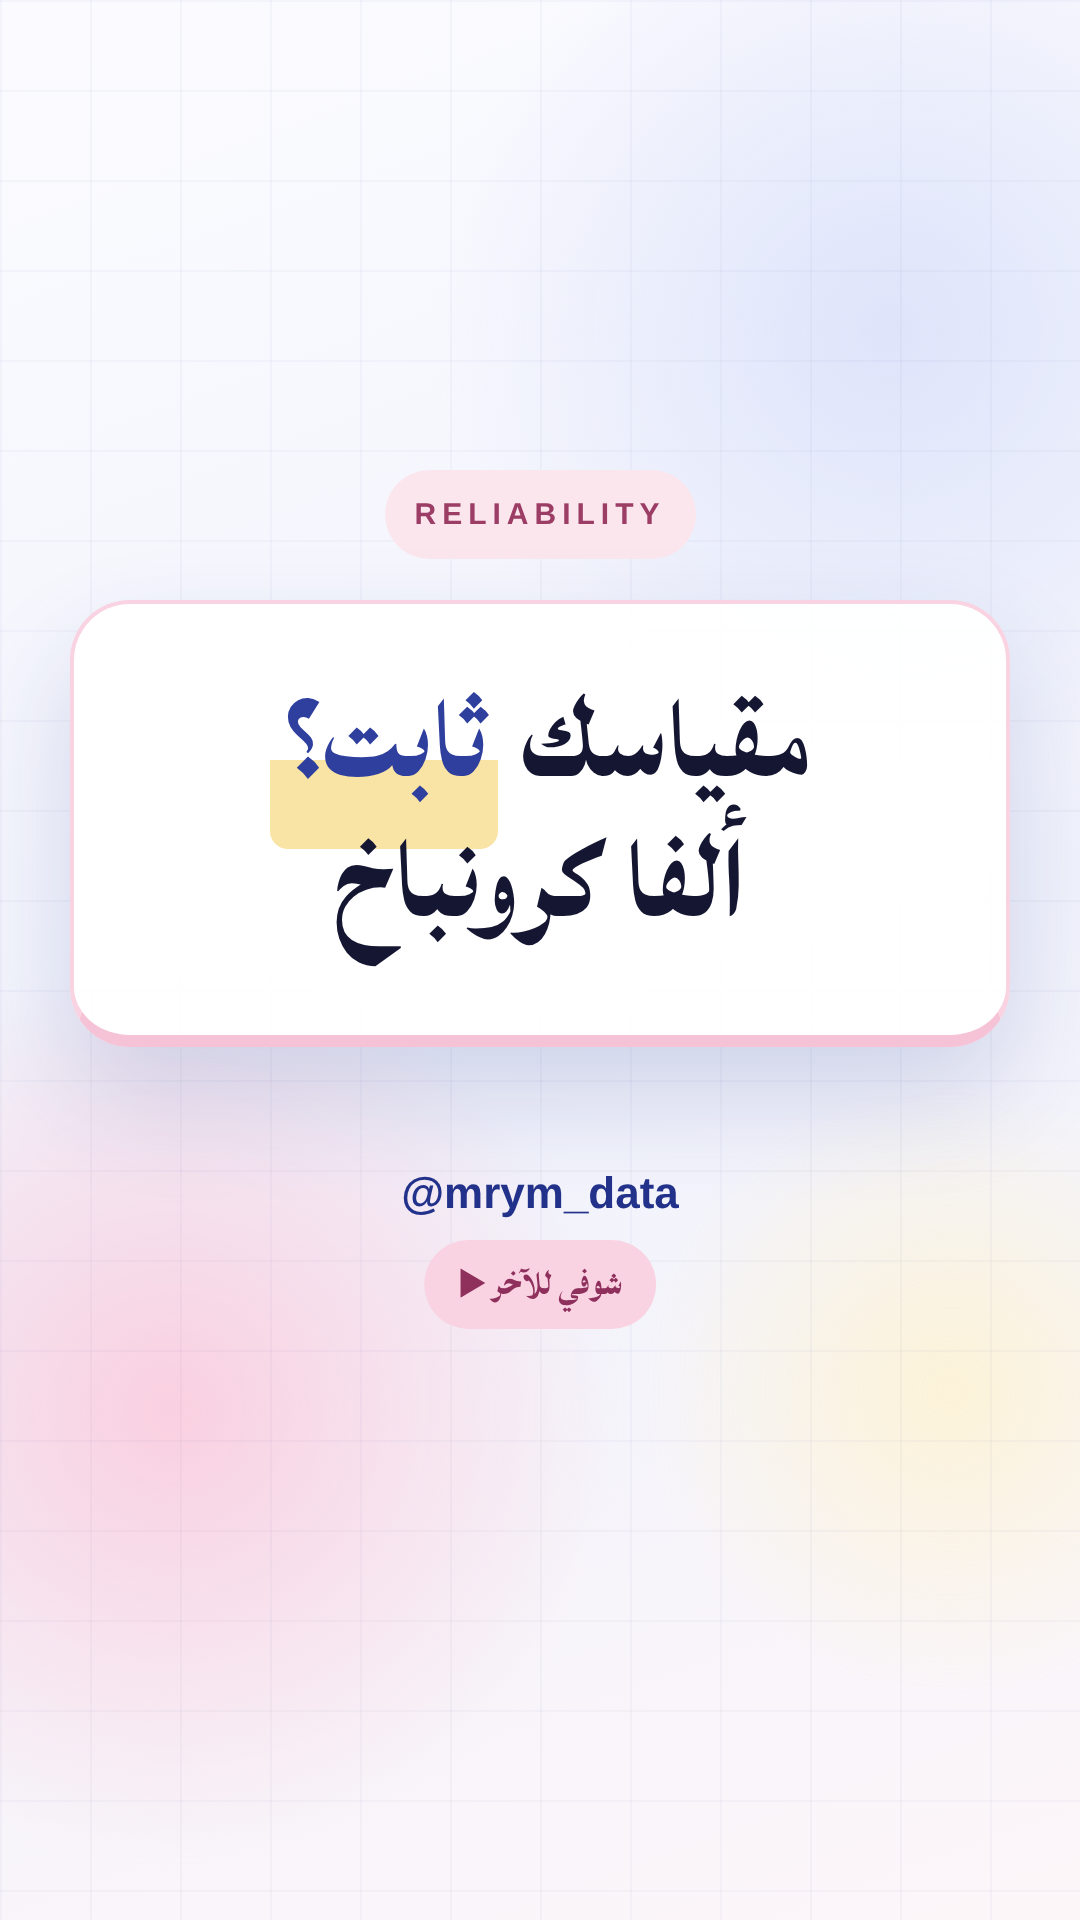 RELIABILITY
مقياسك ثابت؟
ألفا كرونباخ
@mrym_data
شوفي للآخر ▶